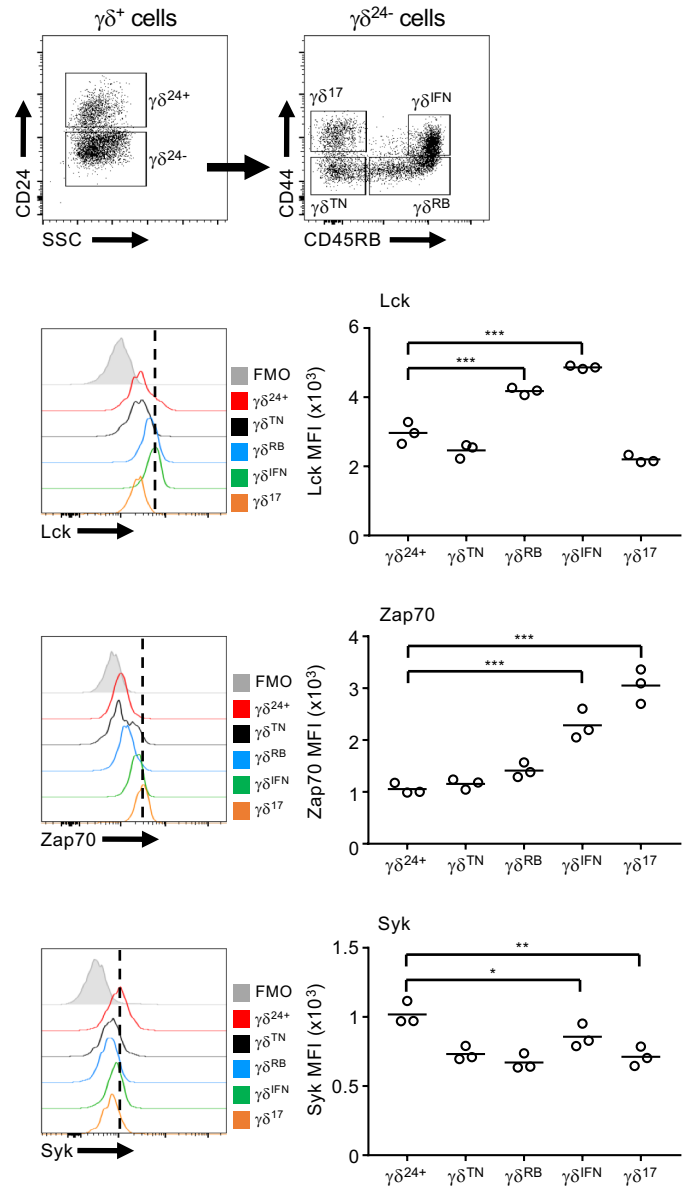 γδ⁺ cells
γδ²⁴⁻ cells
CD24
γδ²⁴⁺
γδ²⁴⁻
SSC
CD44
γδ¹⁷
γδᴵᶠᴺ
γδᵀᴺ
γδᴿᴮ
CD45RB
FMO
γδ²⁴⁺
γδᵀᴺ
γδᴿᴮ
γδᴵᶠᴺ
γδ¹⁷
Lck
Lck
Lck MFI (x10³)
6
4
2
0
***
***
γδ²⁴⁺ γδᵀᴺ γδᴿᴮ γδᴵᶠᴺ γδ¹⁷
FMO
γδ²⁴⁺
γδᵀᴺ
γδᴿᴮ
γδᴵᶠᴺ
γδ¹⁷
Zap70
Zap70
Zap70 MFI (x10³)
4
3
2
1
0
***
***
γδ²⁴⁺ γδᵀᴺ γδᴿᴮ γδᴵᶠᴺ γδ¹⁷
FMO
γδ²⁴⁺
γδᵀᴺ
γδᴿᴮ
γδᴵᶠᴺ
γδ¹⁷
Syk
Syk
Syk MFI (x10³)
1.5
1
0.5
0
**
*
γδ²⁴⁺ γδᵀᴺ γδᴿᴮ γδᴵᶠᴺ γδ¹⁷